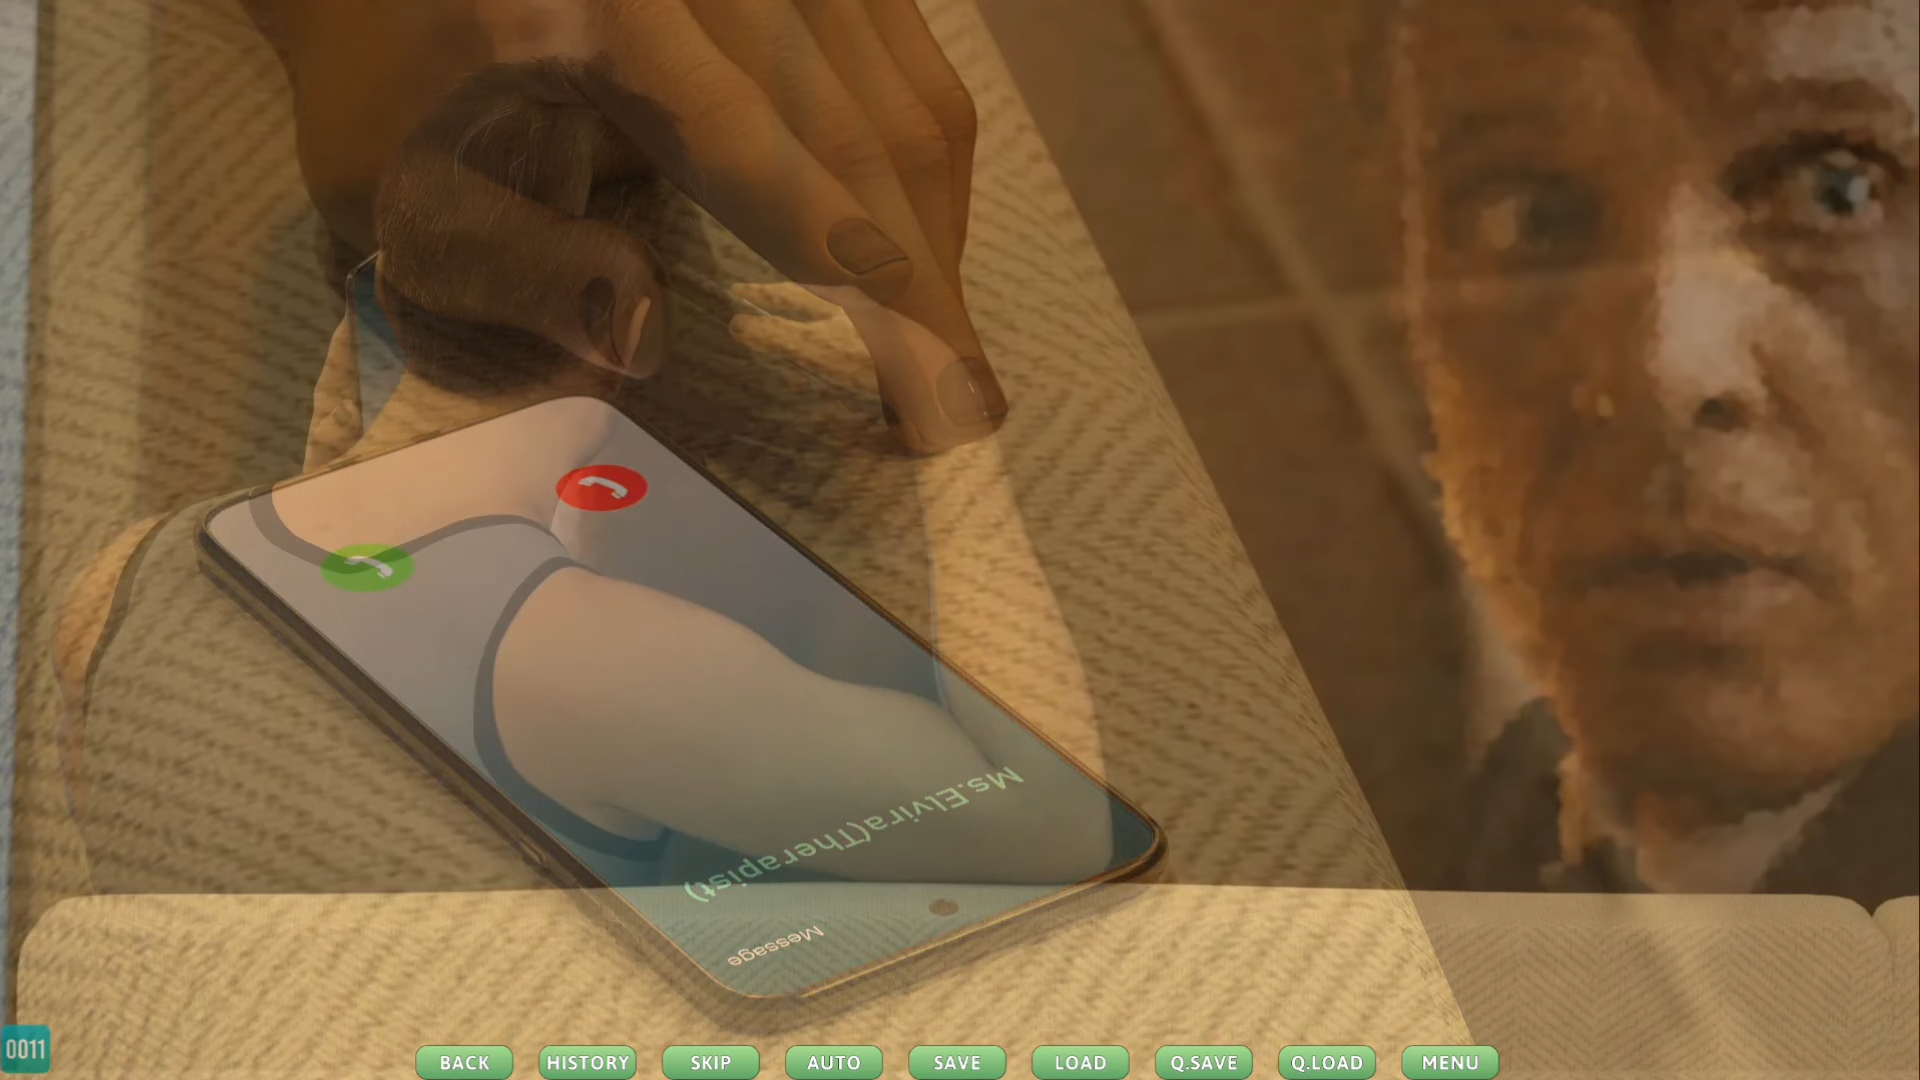 Ms.Elvira(Therapist)
Message
0011
BACK
HISTORY
SKIP
AUTO
SAVE
LOAD
Q.SAVE
Q.LOAD
MENU